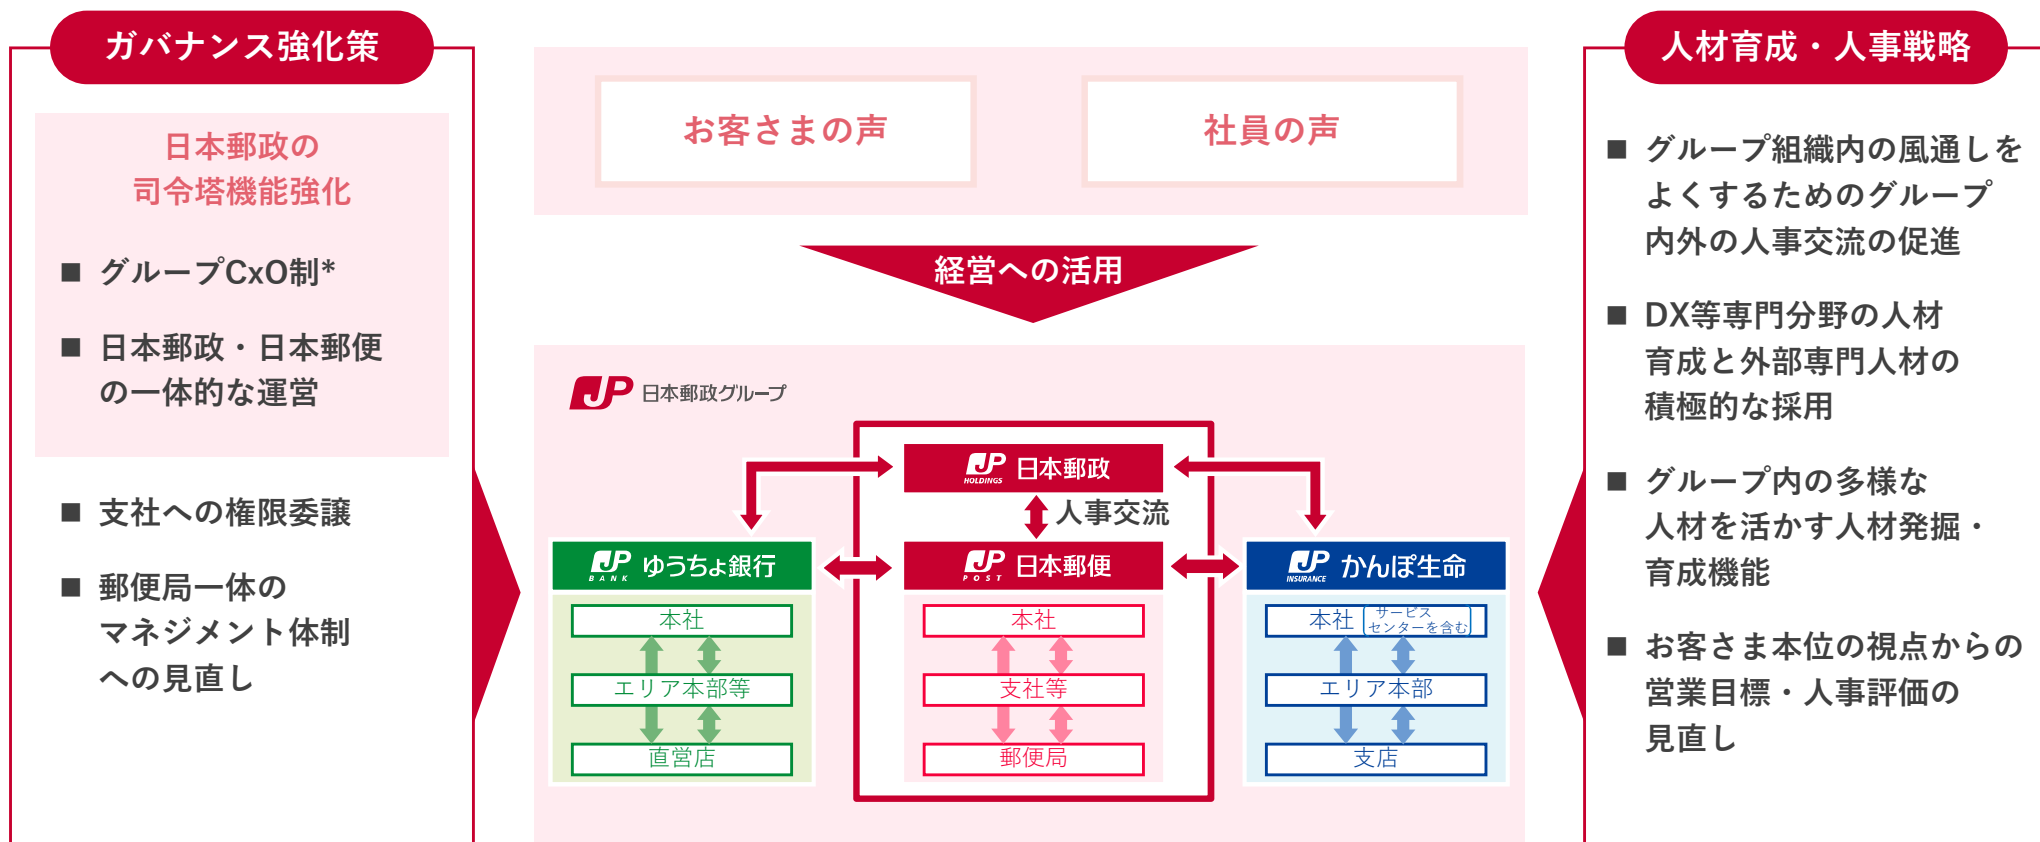 ガバナンス強化策
日本郵政の
司令塔機能強化
■ グループCxO制*
■ 日本郵政・日本郵便
の一体的な運営
■ 支社への権限委譲
■ 郵便局一体の
マネジメント体制
への見直し
お客さまの声
社員の声
経営への活用
JP 日本郵政グループ
JP HOLDINGS 日本郵政
人事交流
JP BANK ゆうちょ銀行
本社
エリア本部等
直営店
JP POST 日本郵便
本社
支社等
郵便局
JP INSURANCE かんぽ生命
本社 サービス
センターを含む
エリア本部
支店
人材育成・人事戦略
■ グループ組織内の風通しを
よくするためのグループ
内外の人事交流の促進
■ DX等専門分野の人材
育成と外部専門人材の
積極的な採用
■ グループ内の多様な
人材を活かす人材発掘・
育成機能
■ お客さま本位の視点からの
営業目標・人事評価の
見直し